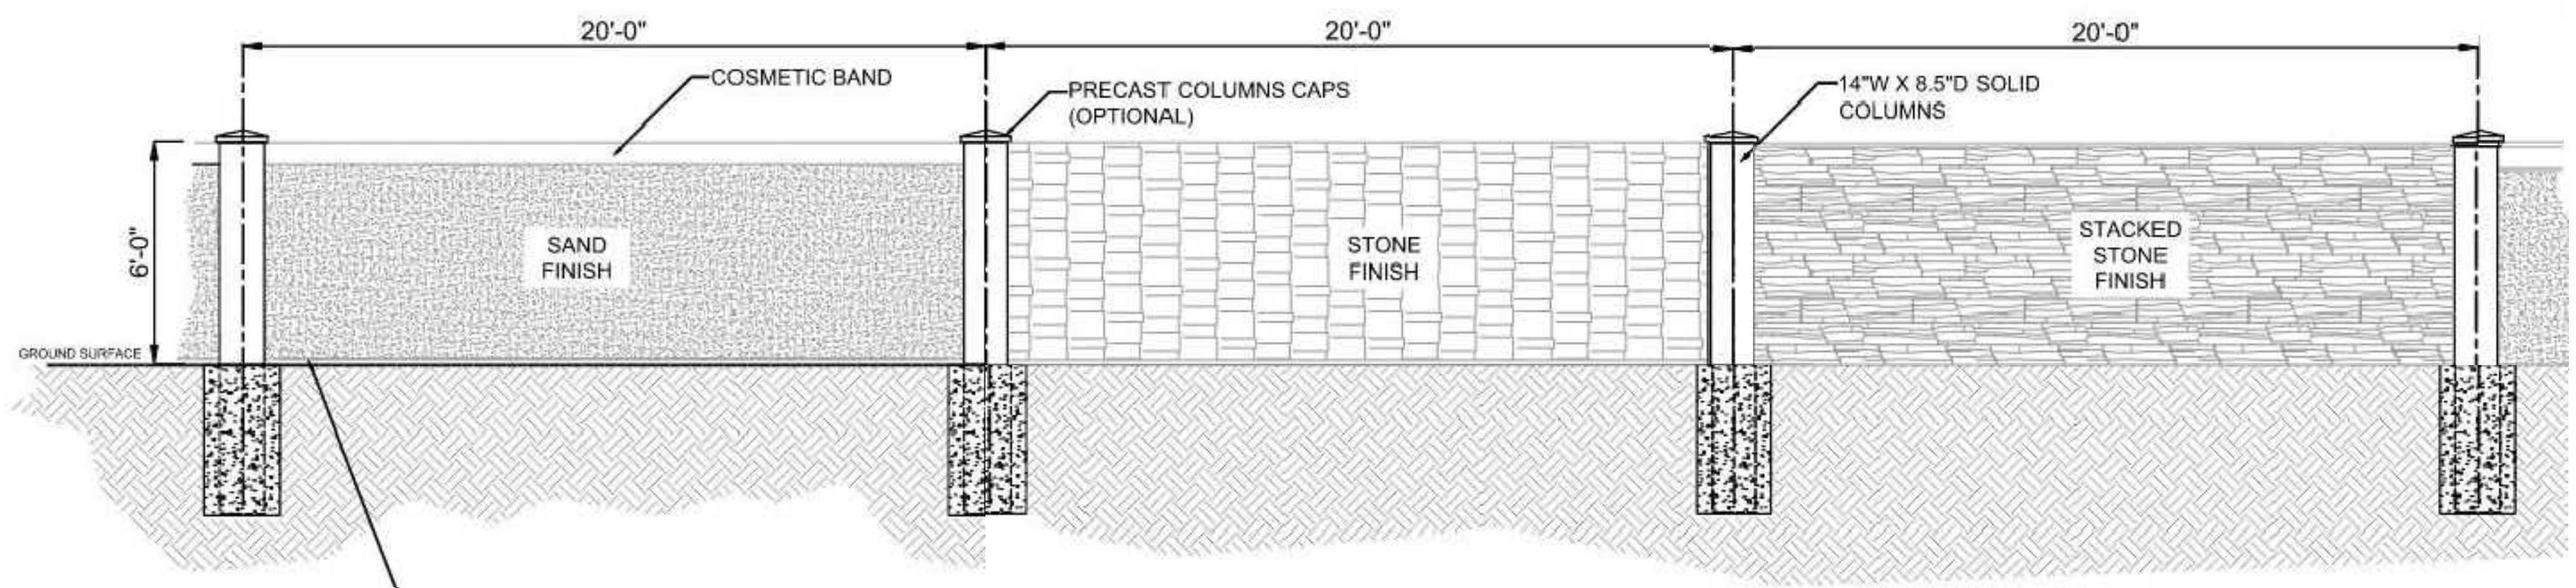 20'-0"
20'-0"
20'-0"
COSMETIC BAND
PRECAST COLUMNS CAPS
(OPTIONAL)
14"W X 8.5"D SOLID
COLUMNS
6'-0"
SAND
FINISH
STONE
FINISH
STACKED
STONE
FINISH
GROUND SURFACE